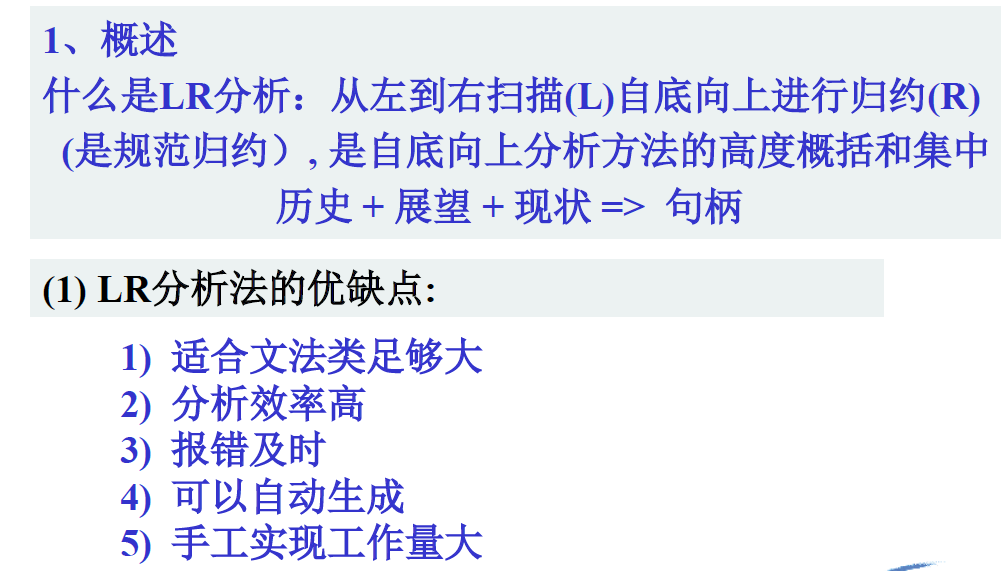 1、概述
什么是LR分析：从左到右扫描(L)自底向上进行归约(R)
(是规范归约）, 是自底向上分析方法的高度概括和集中
历史 + 展望 + 现状 => 句柄
(1) LR分析法的优缺点:
1) 适合文法类足够大
2) 分析效率高
3) 报错及时
4) 可以自动生成
5) 手工实现工作量大